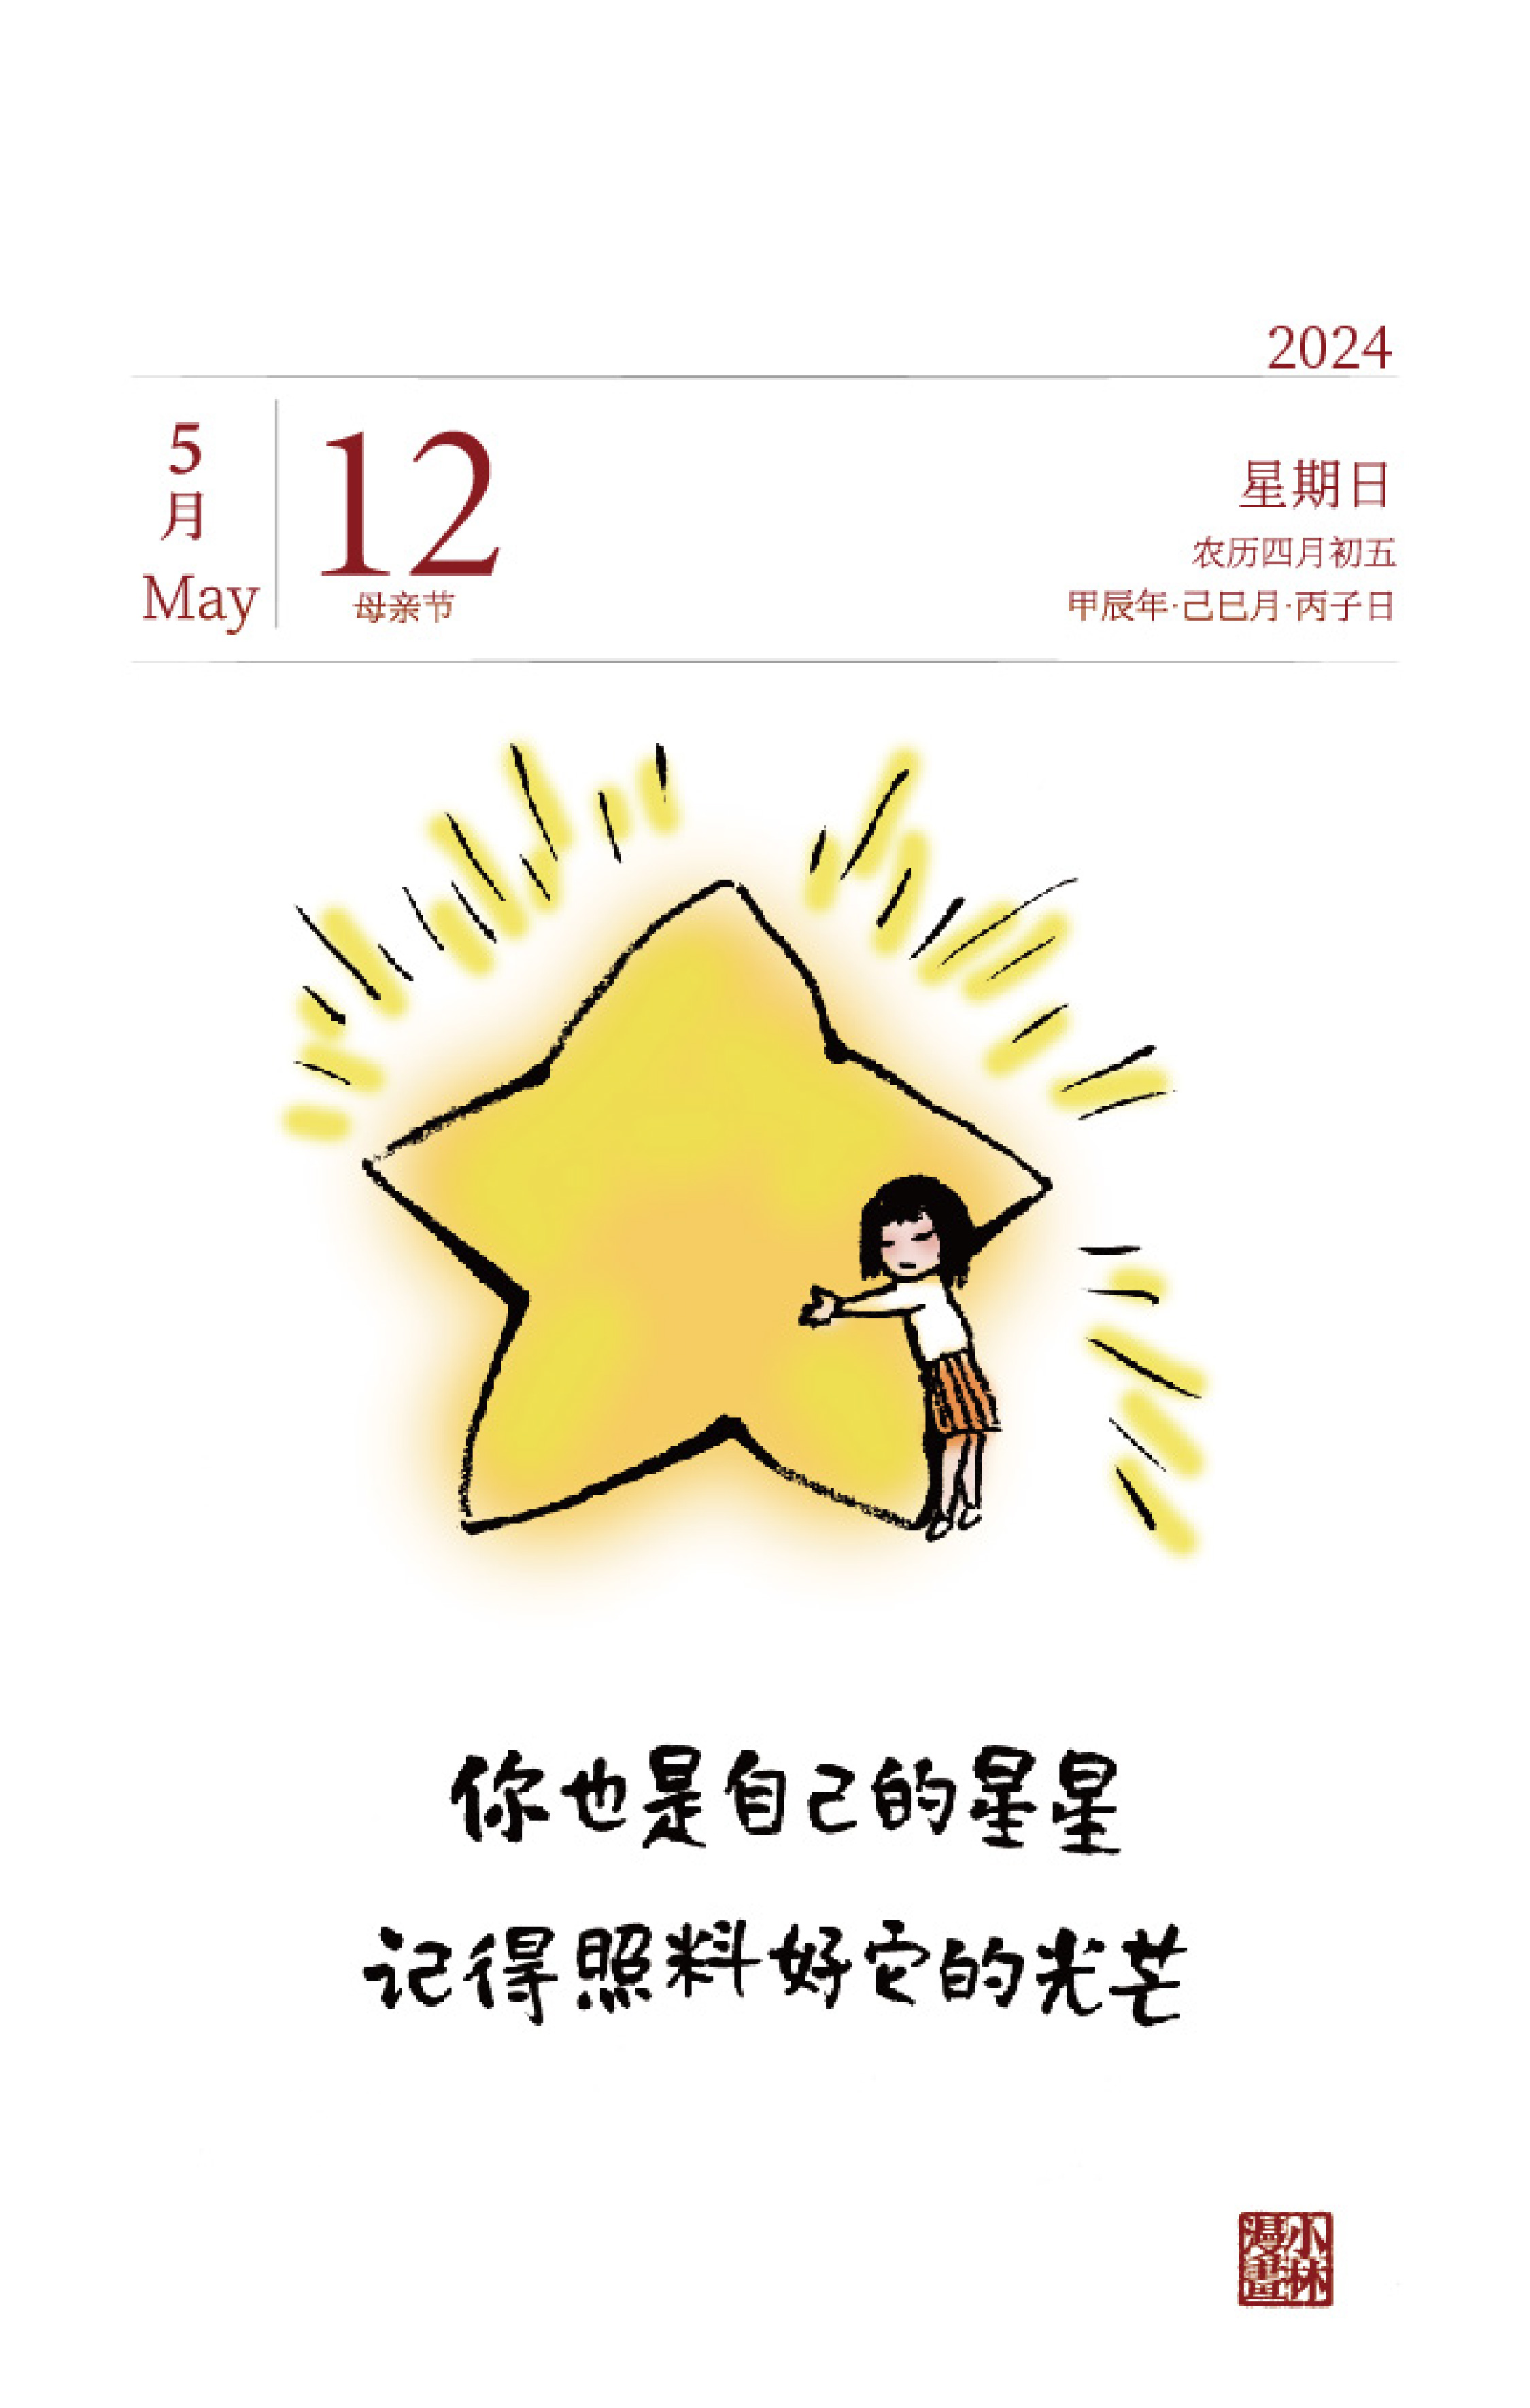 2024
5
月
May
12
母亲节
星期日
农历四月初五
甲辰年·己巳月·丙子日
你也是自己的星星
记得照料好它的光芒
小林
漫畫